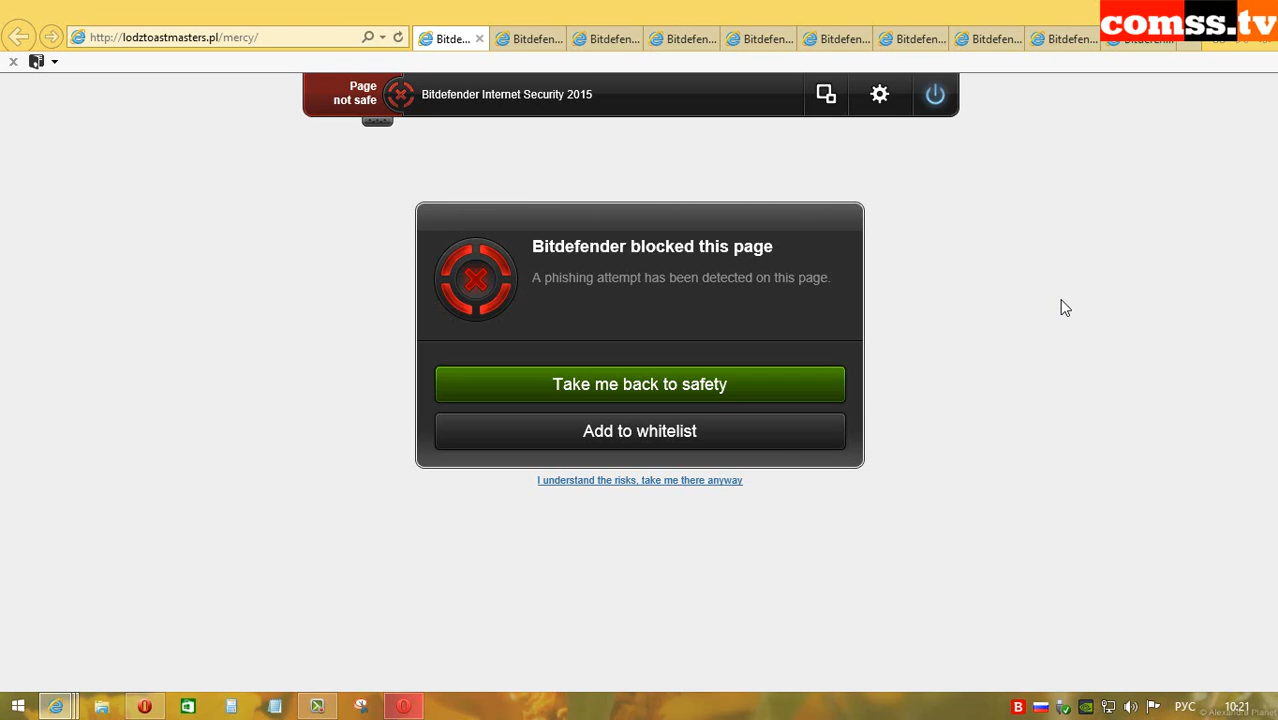 comss.tv
http://lodztoastmasters.pl/mercy/
Bitde...
Bitdefen...
Bitdefen...
Bitdefen...
Bitdefen...
Bitdefen...
Bitdefen...
Bitdefen...
Bitdefen...
Page
not safe
Bitdefender Internet Security 2015
Bitdefender blocked this page
A phishing attempt has been detected on this page.
Take me back to safety
Add to whitelist
I understand the risks, take me there anyway
РУС
10:21